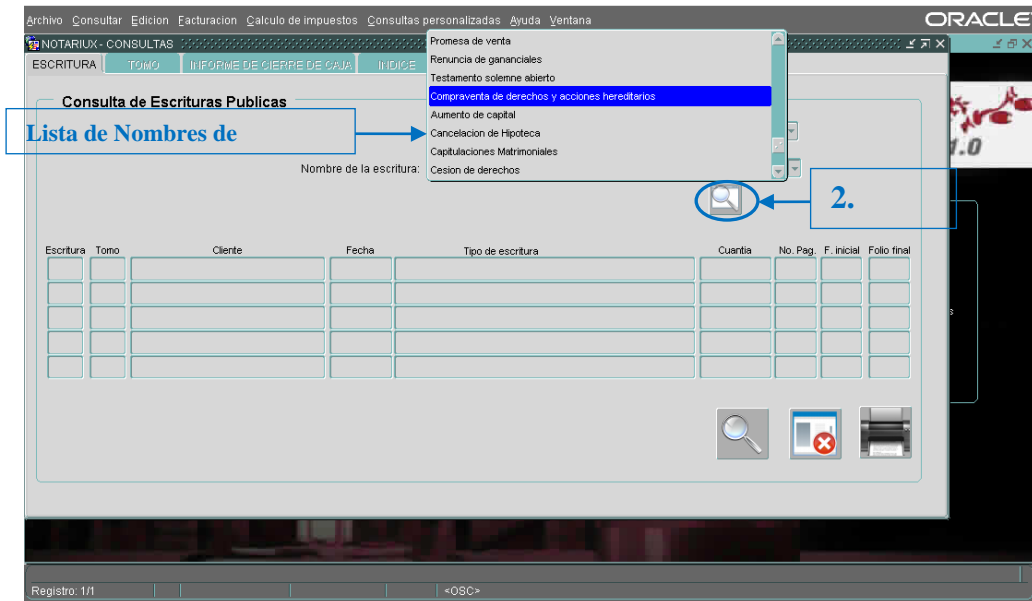 Archivo Consultar Edicion Facturacion Calculo de impuestos Consultas personalizadas Ayuda Ventana
ORACLE
NOTARIUX - CONSULTAS
ESCRITURA TOMO INFORME DE CIERRE DE CAJA INDICE
Promesa de venta
Renuncia de gananciales
Testamento solemne abierto
Compraventa de derechos y acciones hereditarios
Aumento de capital
Cancelacion de Hipoteca
Capitulaciones Matrimoniales
Cesion de derechos
Consulta de Escrituras Publicas
Lista de Nombres de
1.0
Nombre de la escritura:
2.
Escritura Tomo Cliente Fecha Tipo de escritura Cuantia No. Pag. F. inicial Folio final
s
Registro: 1/1 <OSC>